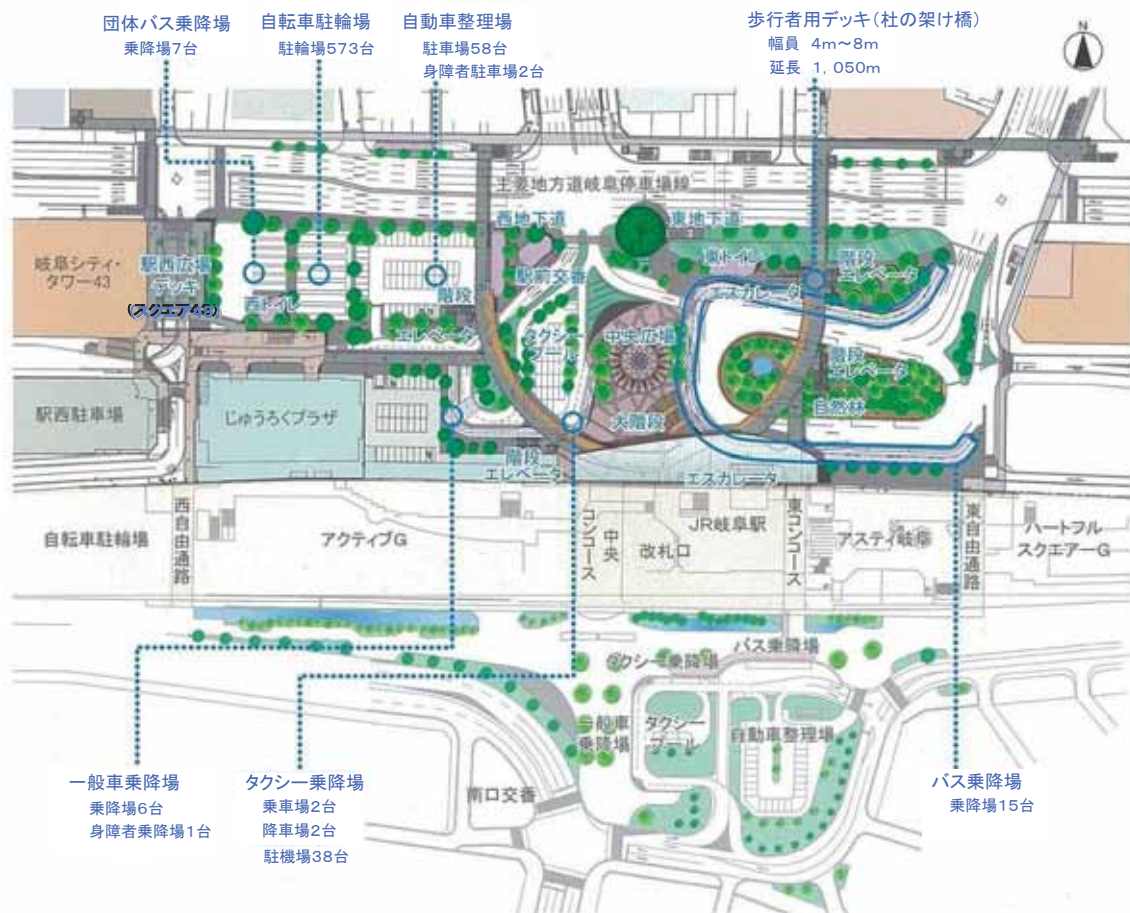 団体バス乗降場
乗降場7台
自転車駐輪場
駐輪場573台
自動車整理場
駐車場58台
身障者駐車場2台
歩行者用デッキ(杜の架け橋)
幅員 4m~8m
延長 1,050m
N
主要地方道岐阜停車場線
西地下道
東地下道
岐阜シティ・
タワー43
駅西広場
デッキ
(スクエア43)
西トイレ
階段
エレベータ
駅前交番
東トイレ
階段
エレベータ
エスカレータ
タクシー
プール
中央広場
階段
エレベータ
自然林
駅西駐車場
じゅうろくプラザ
大階段
階段
エレベータ
エスカレータ
自転車駐輪場
西自由通路
アクティブG
中央
コンコース
改札口
JR岐阜駅
東コンコース
アスティ岐阜
東自由通路
ハートフル
スクエアーG
バス乗降場
タクシー乗降場
一般車
乗降場
タクシー
プール
自動車整理場
南口交番
一般車乗降場
乗降場6台
身障者乗降場1台
タクシー乗降場
乗車場2台
降車場2台
駐機場38台
バス乗降場
乗降場15台